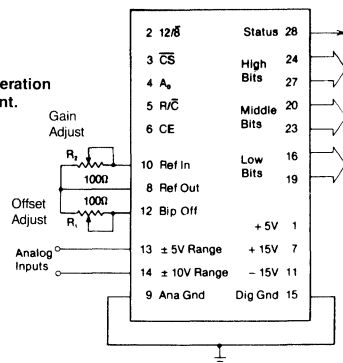 eration
nt.
2 12/8̅
3 C̅S̅
4 Aₒ
5 R/C̅
6 CE
10 Ref In
8 Ref Out
12 Bip Off
13 ± 5V Range
14 ± 10V Range
9 Ana Gnd
Status 28
High Bits
24
27
Middle Bits
20
23
Low Bits
16
19
+ 5V 1
+ 15V 7
− 15V 11
Dig Gnd 15
Gain
Adjust
R₂
100Ω
100Ω
Offset
Adjust
R₁
Analog
Inputs